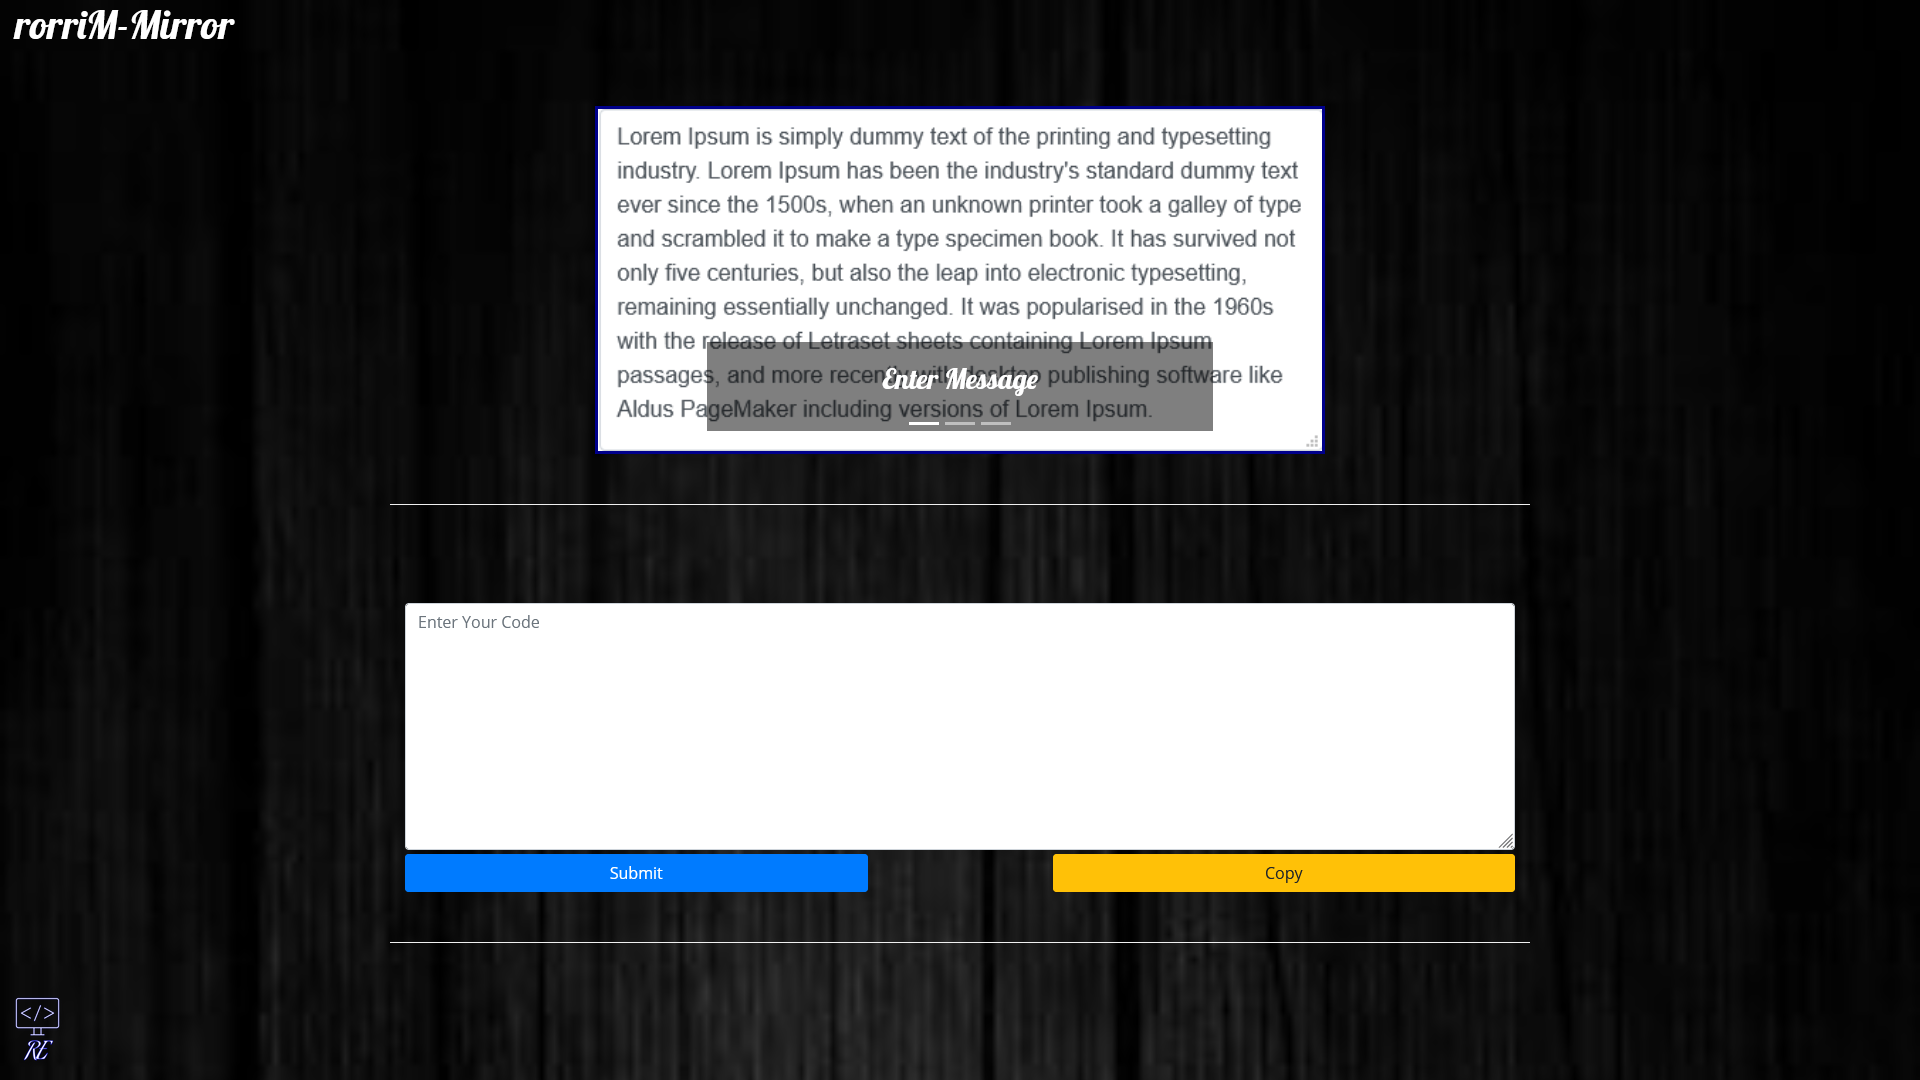 rorriM-Mirror
Lorem Ipsum is simply dummy text of the printing and typesetting
industry. Lorem Ipsum has been the industry's standard dummy text
ever since the 1500s, when an unknown printer took a galley of type
and scrambled it to make a type specimen book. It has survived not
only five centuries, but also the leap into electronic typesetting,
remaining essentially unchanged. It was popularised in the 1960s
with the release of Letraset sheets containing Lorem Ipsum
passages, and more recently with desktop publishing software like
Aldus PageMaker including versions of Lorem Ipsum.
Enter Message
Enter Your Code
Submit
Copy
</>
RE